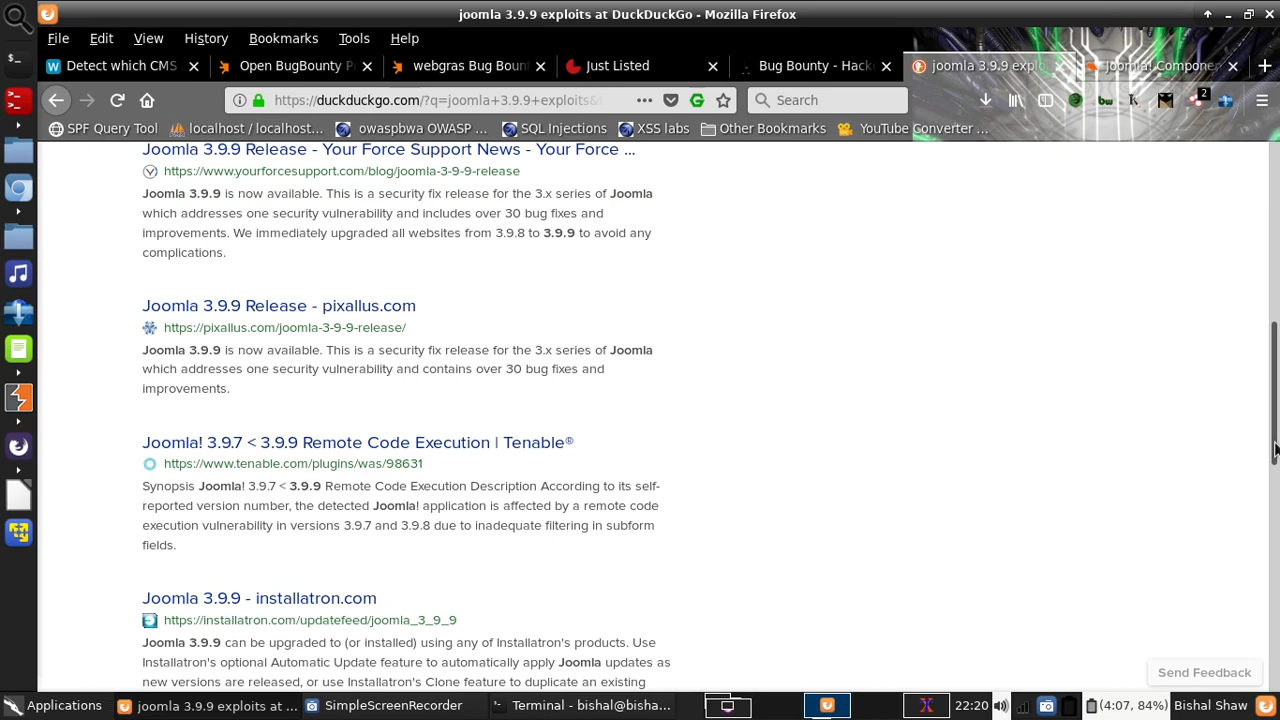 joomla 3.9.9 exploits at DuckDuckGo - Mozilla Firefox
File Edit View History Bookmarks Tools Help
Detect which CMS
Open BugBounty Pr
webgras Bug Boun
Just Listed
Bug Bounty - Hack
joomla 3.9.9 explo
Joomla! Componen
https://duckduckgo.com/?q=joomla+3.9.9+exploits&
Search
2
SPF Query Tool
localhost / localhost...
owaspbwa OWASP ...
SQL Injections
XSS labs
Other Bookmarks
YouTube Converter ...
Joomla 3.9.9 Release - Your Force Support News - Your Force ...
https://www.yourforcesupport.com/blog/joomla-3-9-9-release
Joomla 3.9.9 is now available. This is a security fix release for the 3.x series of Joomla
which addresses one security vulnerability and includes over 30 bug fixes and
improvements. We immediately upgraded all websites from 3.9.8 to 3.9.9 to avoid any
complications.
Joomla 3.9.9 Release - pixallus.com
https://pixallus.com/joomla-3-9-9-release/
Joomla 3.9.9 is now available. This is a security fix release for the 3.x series of Joomla
which addresses one security vulnerability and contains over 30 bug fixes and
improvements.
Joomla! 3.9.7 < 3.9.9 Remote Code Execution | Tenable®
https://www.tenable.com/plugins/was/98631
Synopsis Joomla! 3.9.7 < 3.9.9 Remote Code Execution Description According to its self-
reported version number, the detected Joomla! application is affected by a remote code
execution vulnerability in versions 3.9.7 and 3.9.8 due to inadequate filtering in subform
fields.
Joomla 3.9.9 - installatron.com
https://installatron.com/updatefeed/joomla_3_9_9
Joomla 3.9.9 can be upgraded to (or installed) using any of Installatron's products. Use
Installatron's optional Automatic Update feature to automatically apply Joomla updates as
new versions are released, or use Installatron's Clone feature to duplicate an existing
Send Feedback
Applications
joomla 3.9.9 exploits at ...
SimpleScreenRecorder
Terminal - bishal@bisha...
22:20
(4:07, 84%)
Bishal Shaw